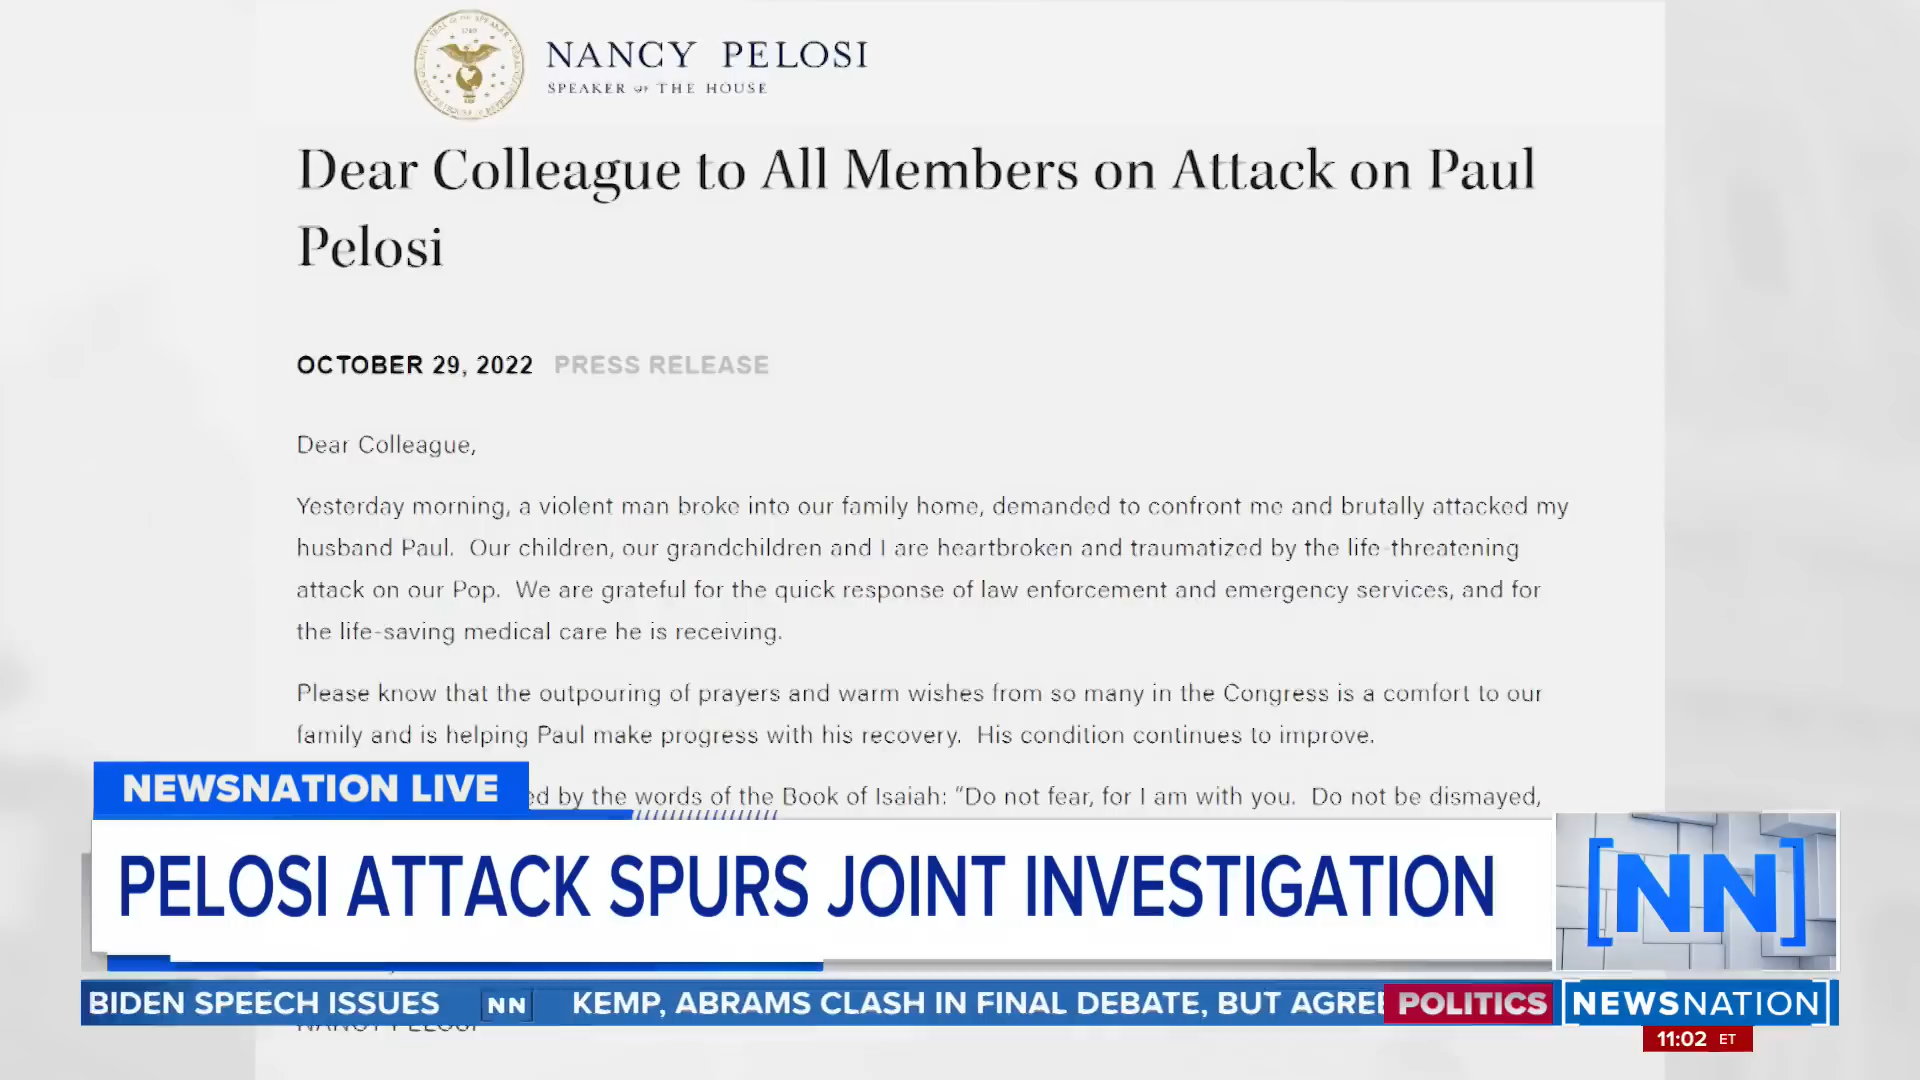 NANCY PELOSI
SPEAKER OF THE HOUSE
Dear Colleague to All Members on Attack on Paul
Pelosi
OCTOBER 29, 2022 PRESS RELEASE
Dear Colleague,
Yesterday morning, a violent man broke into our family home, demanded to confront me and brutally attacked my
husband Paul. Our children, our grandchildren and I are heartbroken and traumatized by the life-threatening
attack on our Pop. We are grateful for the quick response of law enforcement and emergency services, and for
the life-saving medical care he is receiving.
Please know that the outpouring of prayers and warm wishes from so many in the Congress is a comfort to our
family and is helping Paul make progress with his recovery. His condition continues to improve.
NEWSNATION LIVE
ed by the words of the Book of Isaiah: “Do not fear, for I am with you. Do not be dismayed,
PELOSI ATTACK SPURS JOINT INVESTIGATION
[NN]
BIDEN SPEECH ISSUES NN KEMP, ABRAMS CLASH IN FINAL DEBATE, BUT AGREE POLITICS [NEWSNATION]
NANCY PELOSI
11:02 ET